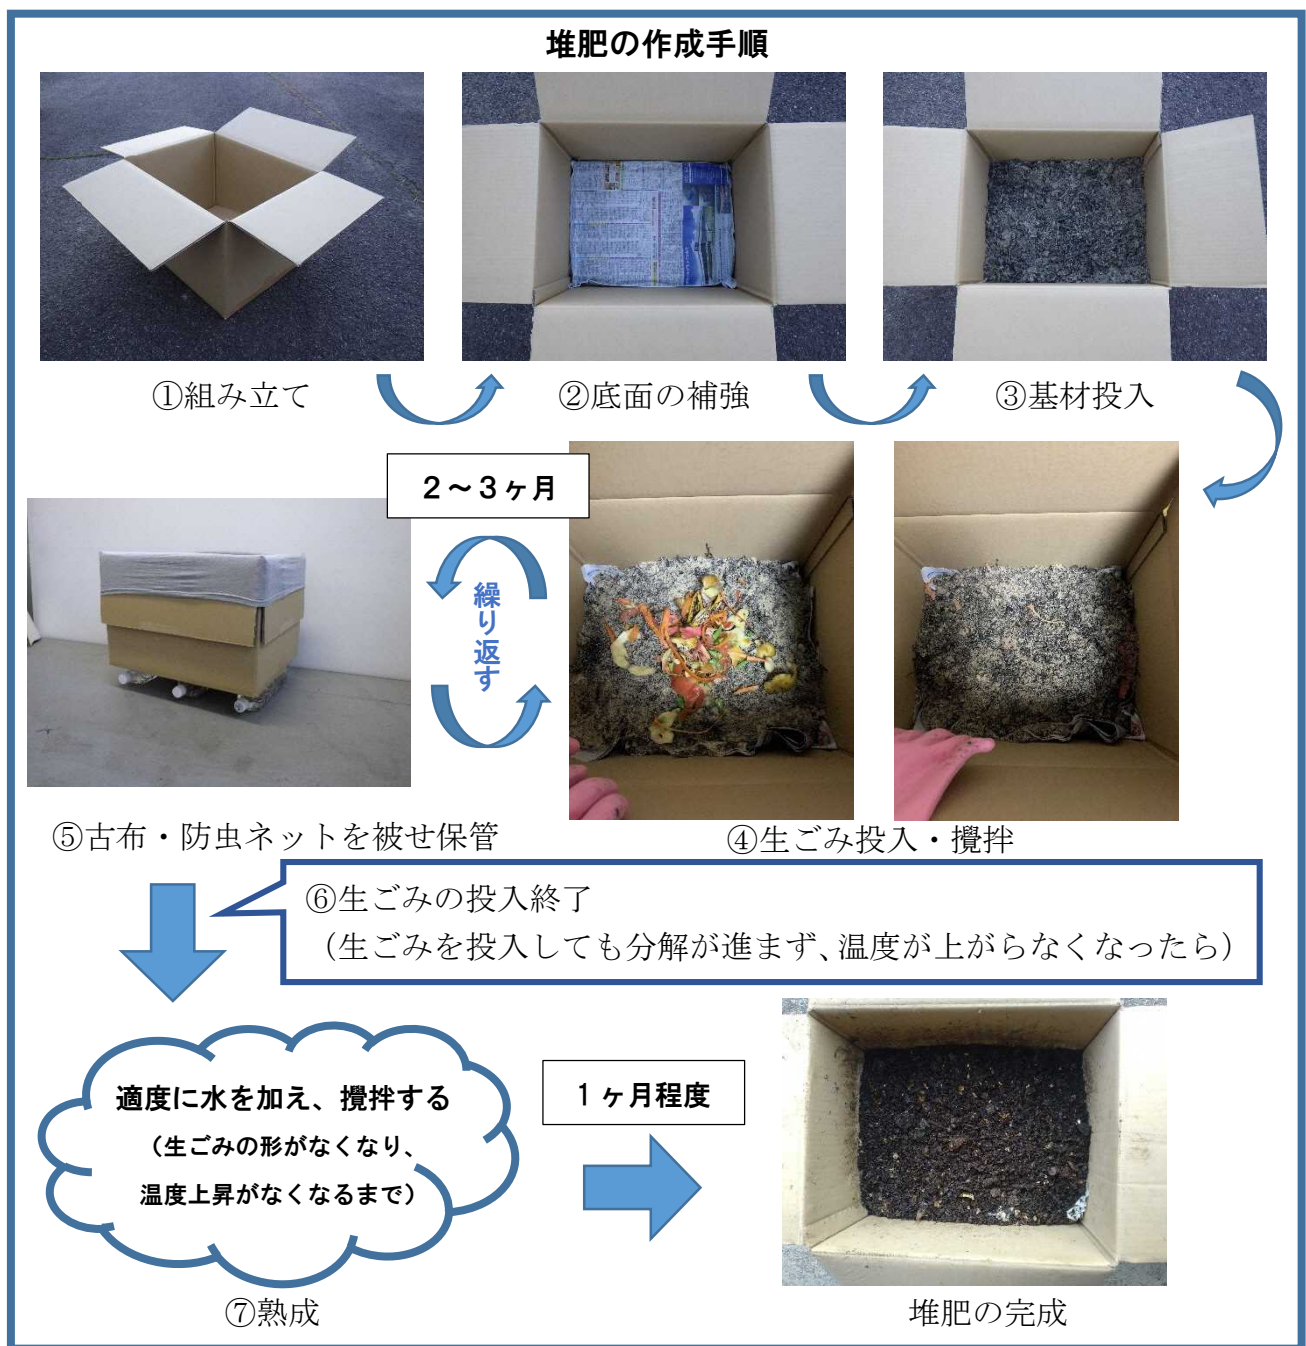 堆肥の作成手順
①組み立て
②底面の補強
③基材投入
2～3ヶ月
繰り返す
⑤古布・防虫ネットを被せ保管
④生ごみ投入・攪拌
⑥生ごみの投入終了
（生ごみを投入しても分解が進まず、温度が上がらなくなったら）
適度に水を加え、攪拌する
（生ごみの形がなくなり、
温度上昇がなくなるまで）
1ヶ月程度
⑦熟成
堆肥の完成